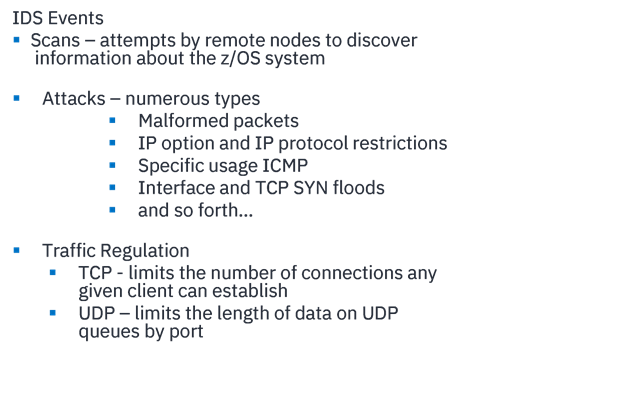 IDS Events
▪ Scans – attempts by remote nodes to discover
information about the z/OS system
▪ Attacks – numerous types
▪ Malformed packets
▪ IP option and IP protocol restrictions
▪ Specific usage ICMP
▪ Interface and TCP SYN floods
▪ and so forth...
▪ Traffic Regulation
▪ TCP - limits the number of connections any
given client can establish
▪ UDP – limits the length of data on UDP
queues by port